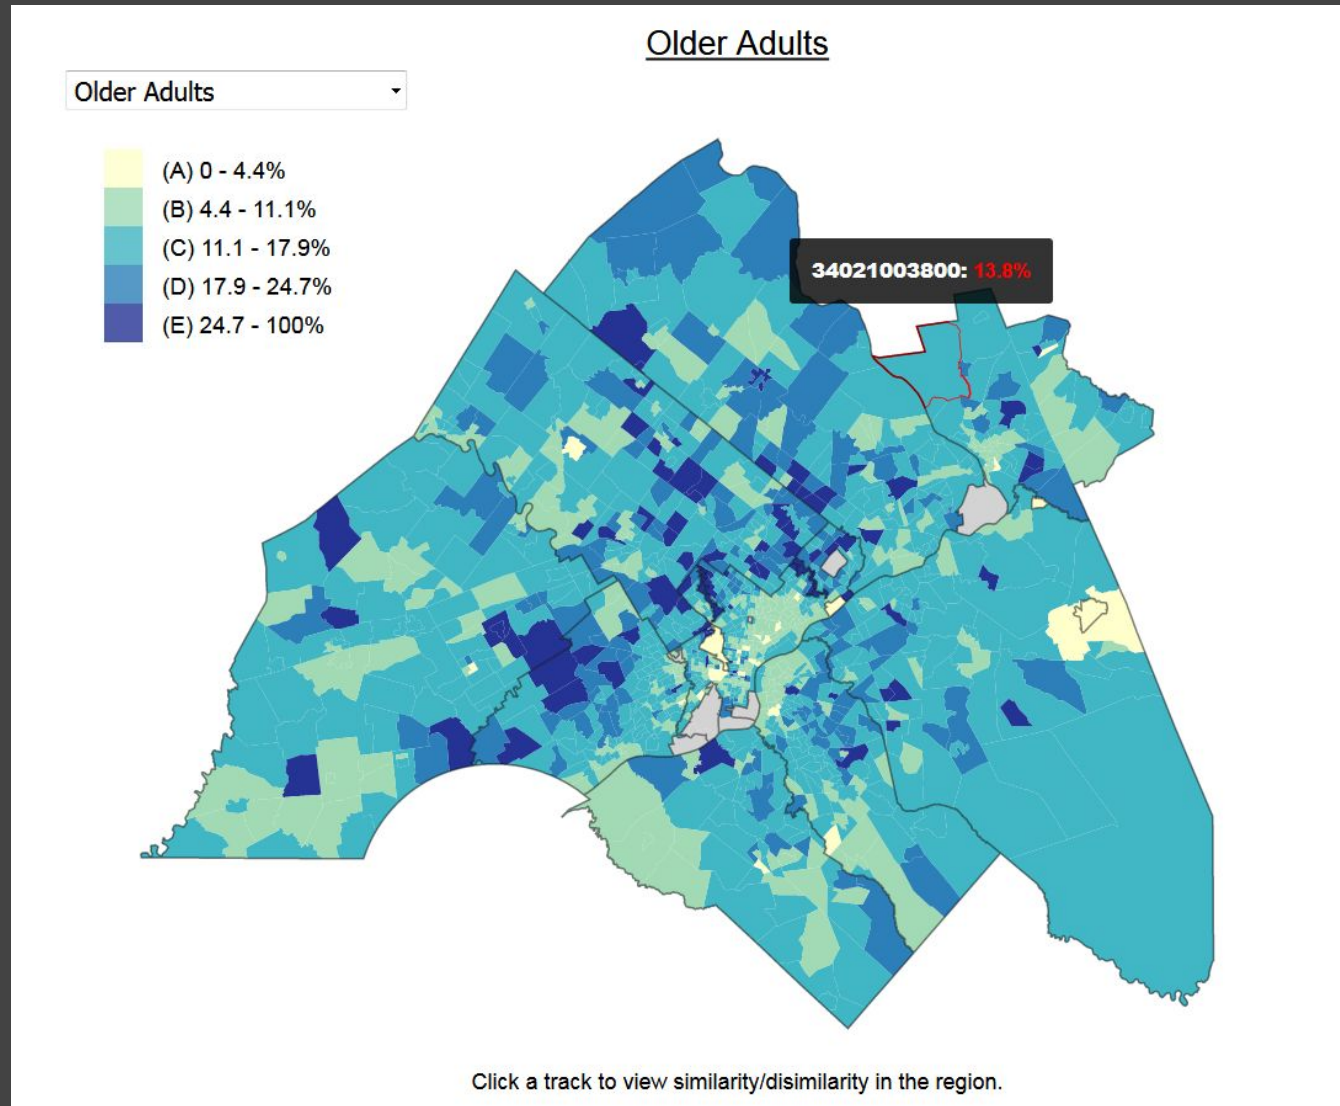 Older Adults
Older Adults
(A) 0 - 4.4%
(B) 4.4 - 11.1%
(C) 11.1 - 17.9%
(D) 17.9 - 24.7%
(E) 24.7 - 100%
34021003800: 13.8%
Click a track to view similarity/disimilarity in the region.